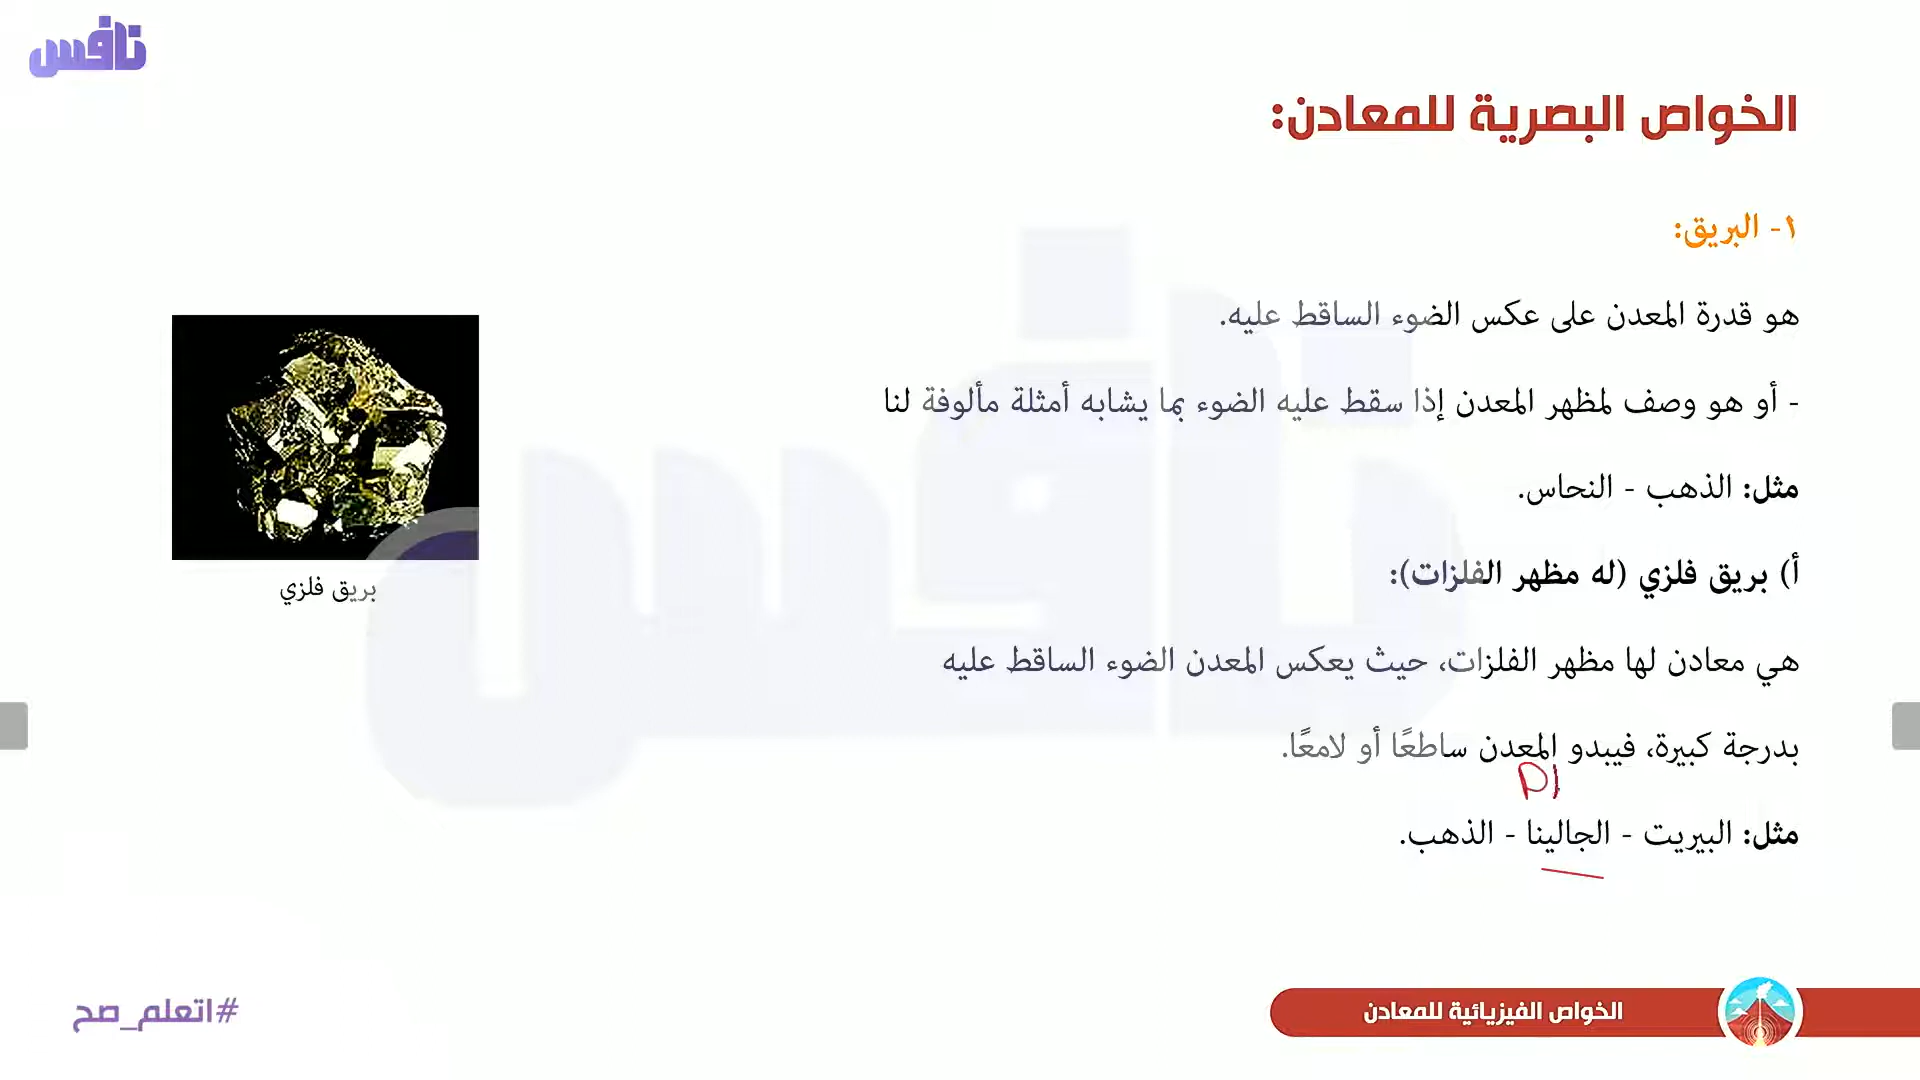 نافس
الخواص البصرية للمعادن:
١- البريق:
هو قدرة المعدن على عكس الضوء الساقط عليه.
- أو هو وصف لمظهر المعدن إذا سقط عليه الضوء بما يشابه أمثلة مألوفة لنا
مثل: الذهب - النحاس.
أ) بريق فلزي (له مظهر الفلزات):
هي معادن لها مظهر الفلزات، حيث يعكس المعدن الضوء الساقط عليه
بدرجة كبيرة، فيبدو المعدن ساطعًا أو لامعًا.
مثل: البيريت - الجالينا - الذهب.
بريق فلزي
الخواص الفيزيائية للمعادن
#اتعلم_صح